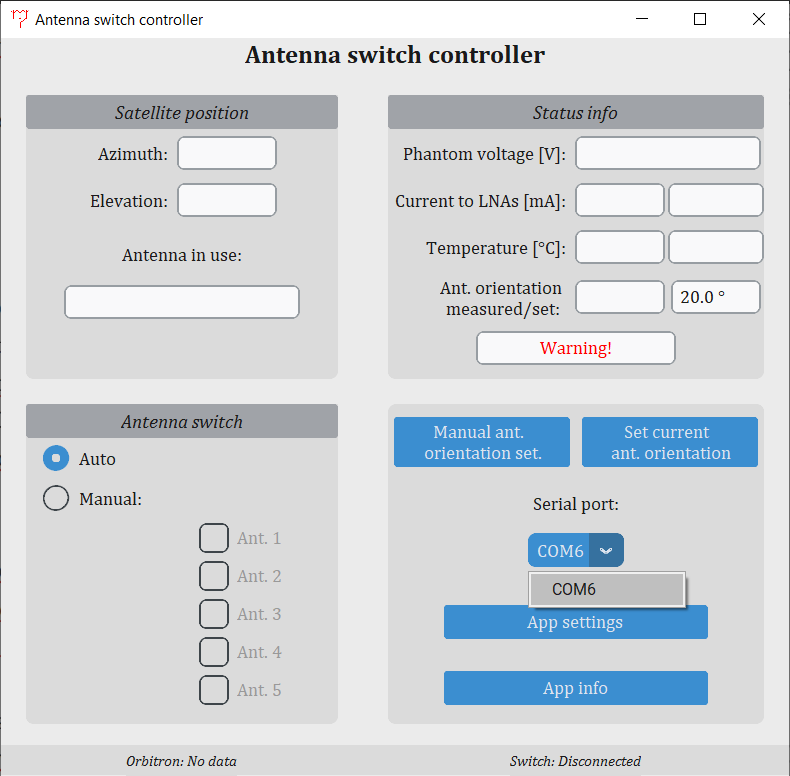 Antenna switch controller
Antenna switch controller
Satellite position
Azimuth:
Elevation:
Antenna in use:
Status info
Phantom voltage [V]:
Current to LNAs [mA]:
Temperature [°C]:
Ant. orientation
measured/set:
20.0 °
Warning!
Antenna switch
Auto
Manual:
Ant. 1
Ant. 2
Ant. 3
Ant. 4
Ant. 5
Manual ant.
orientation set.
Set current
ant. orientation
Serial port:
COM6
COM6
App settings
App info
Orbitron: No data
Switch: Disconnected